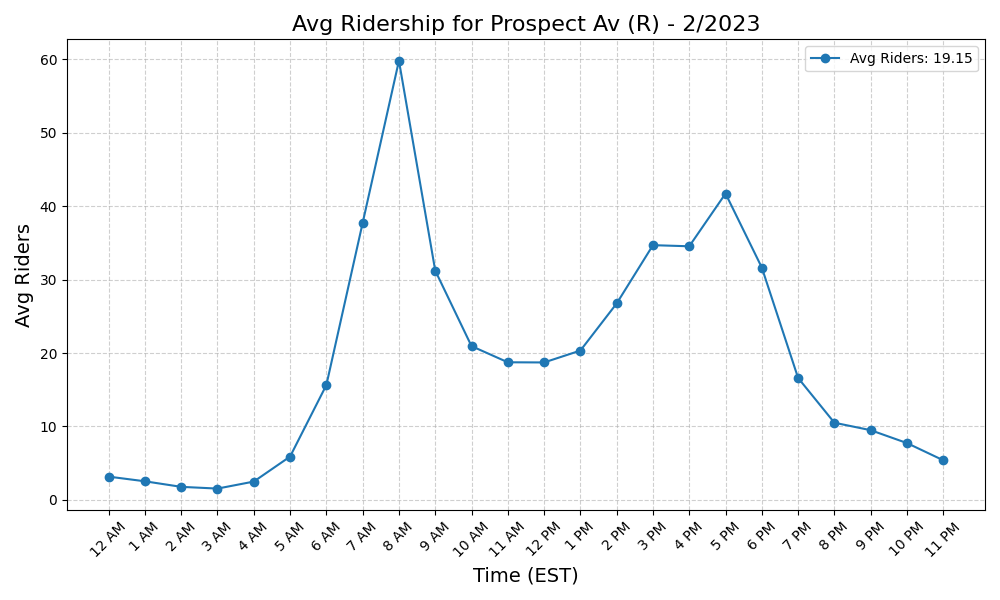 Avg Ridership for Prospect Av (R) - 2/2023
Avg Riders: 19.15
Avg Riders
60
50
40
30
20
10
0
12 AM
1 AM
2 AM
3 AM
4 AM
5 AM
6 AM
7 AM
8 AM
9 AM
10 AM
11 AM
12 PM
1 PM
2 PM
3 PM
4 PM
5 PM
6 PM
7 PM
8 PM
9 PM
10 PM
11 PM
Time (EST)